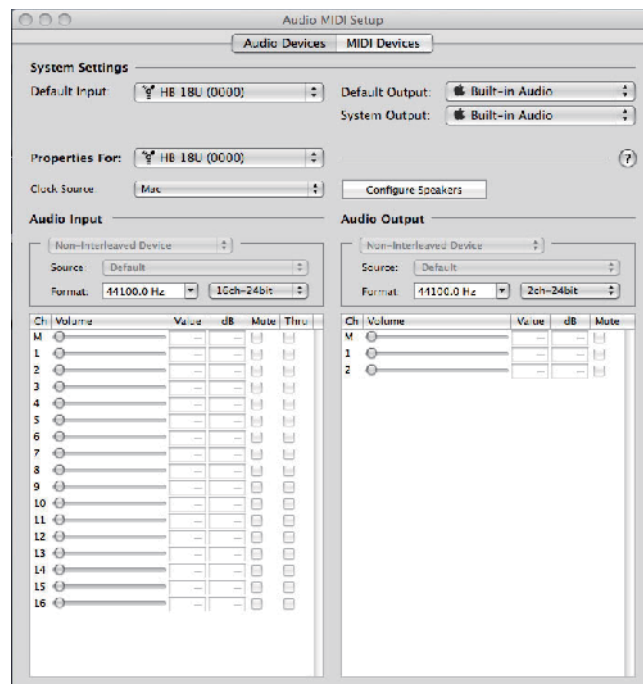 Audio MIDI Setup
Audio Devices MIDI Devices
System Settings
Default Input: HB 18U (0000)
Default Output: Built-in Audio
System Output: Built-in Audio
Properties For: HB 18U (0000)
?
Clock Source: Mac
Configure Speakers
Audio Input
Audio Output
Non-Interleaved Device
Non-Interleaved Device
Source: Default
Source: Default
Format: 44100.0 Hz 16ch-24bit
Format: 44100.0 Hz 2ch-24bit
Ch Volume Value dB Mute Thru
Ch Volume Value dB Mute
M
M
1
1
2
2
3
4
5
6
7
8
9
10
11
12
13
14
15
16